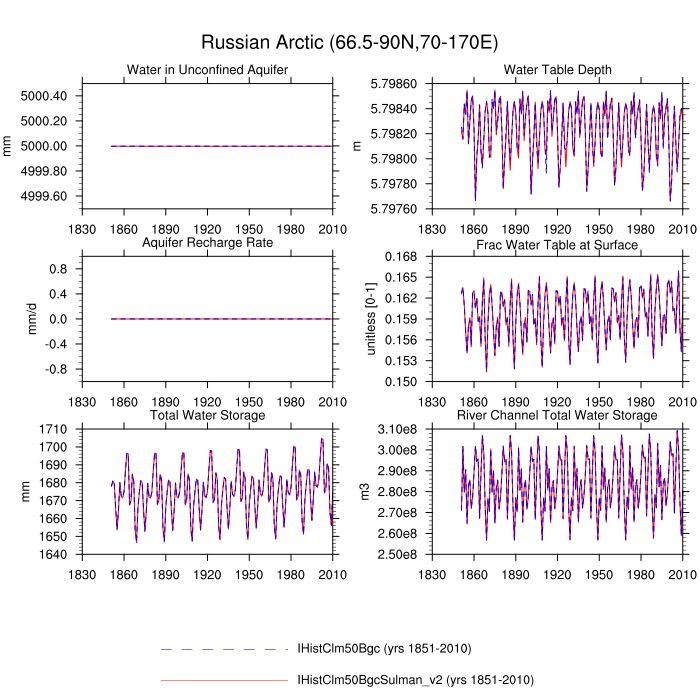 Russian Arctic (66.5-90N,70-170E)
Water in Unconfined Aquifer
mm
5000.40
5000.20
5000.00
4999.80
4999.60
1830 1860 1890 1920 1950 1980 2010
Water Table Depth
m
5.79860
5.79840
5.79820
5.79800
5.79780
5.79760
1830 1860 1890 1920 1950 1980 2010
Aquifer Recharge Rate
mm/d
0.8
0.4
0.0
-0.4
-0.8
1830 1860 1890 1920 1950 1980 2010
Frac Water Table at Surface
unitless [0-1]
0.168
0.165
0.162
0.159
0.156
0.153
0.150
1830 1860 1890 1920 1950 1980 2010
Total Water Storage
mm
1710
1700
1690
1680
1670
1660
1650
1640
1830 1860 1890 1920 1950 1980 2010
River Channel Total Water Storage
m3
3.10e8
3.00e8
2.90e8
2.80e8
2.70e8
2.60e8
2.50e8
1830 1860 1890 1920 1950 1980 2010
IHistClm50Bgc (yrs 1851-2010)
IHistClm50BgcSulman_v2 (yrs 1851-2010)